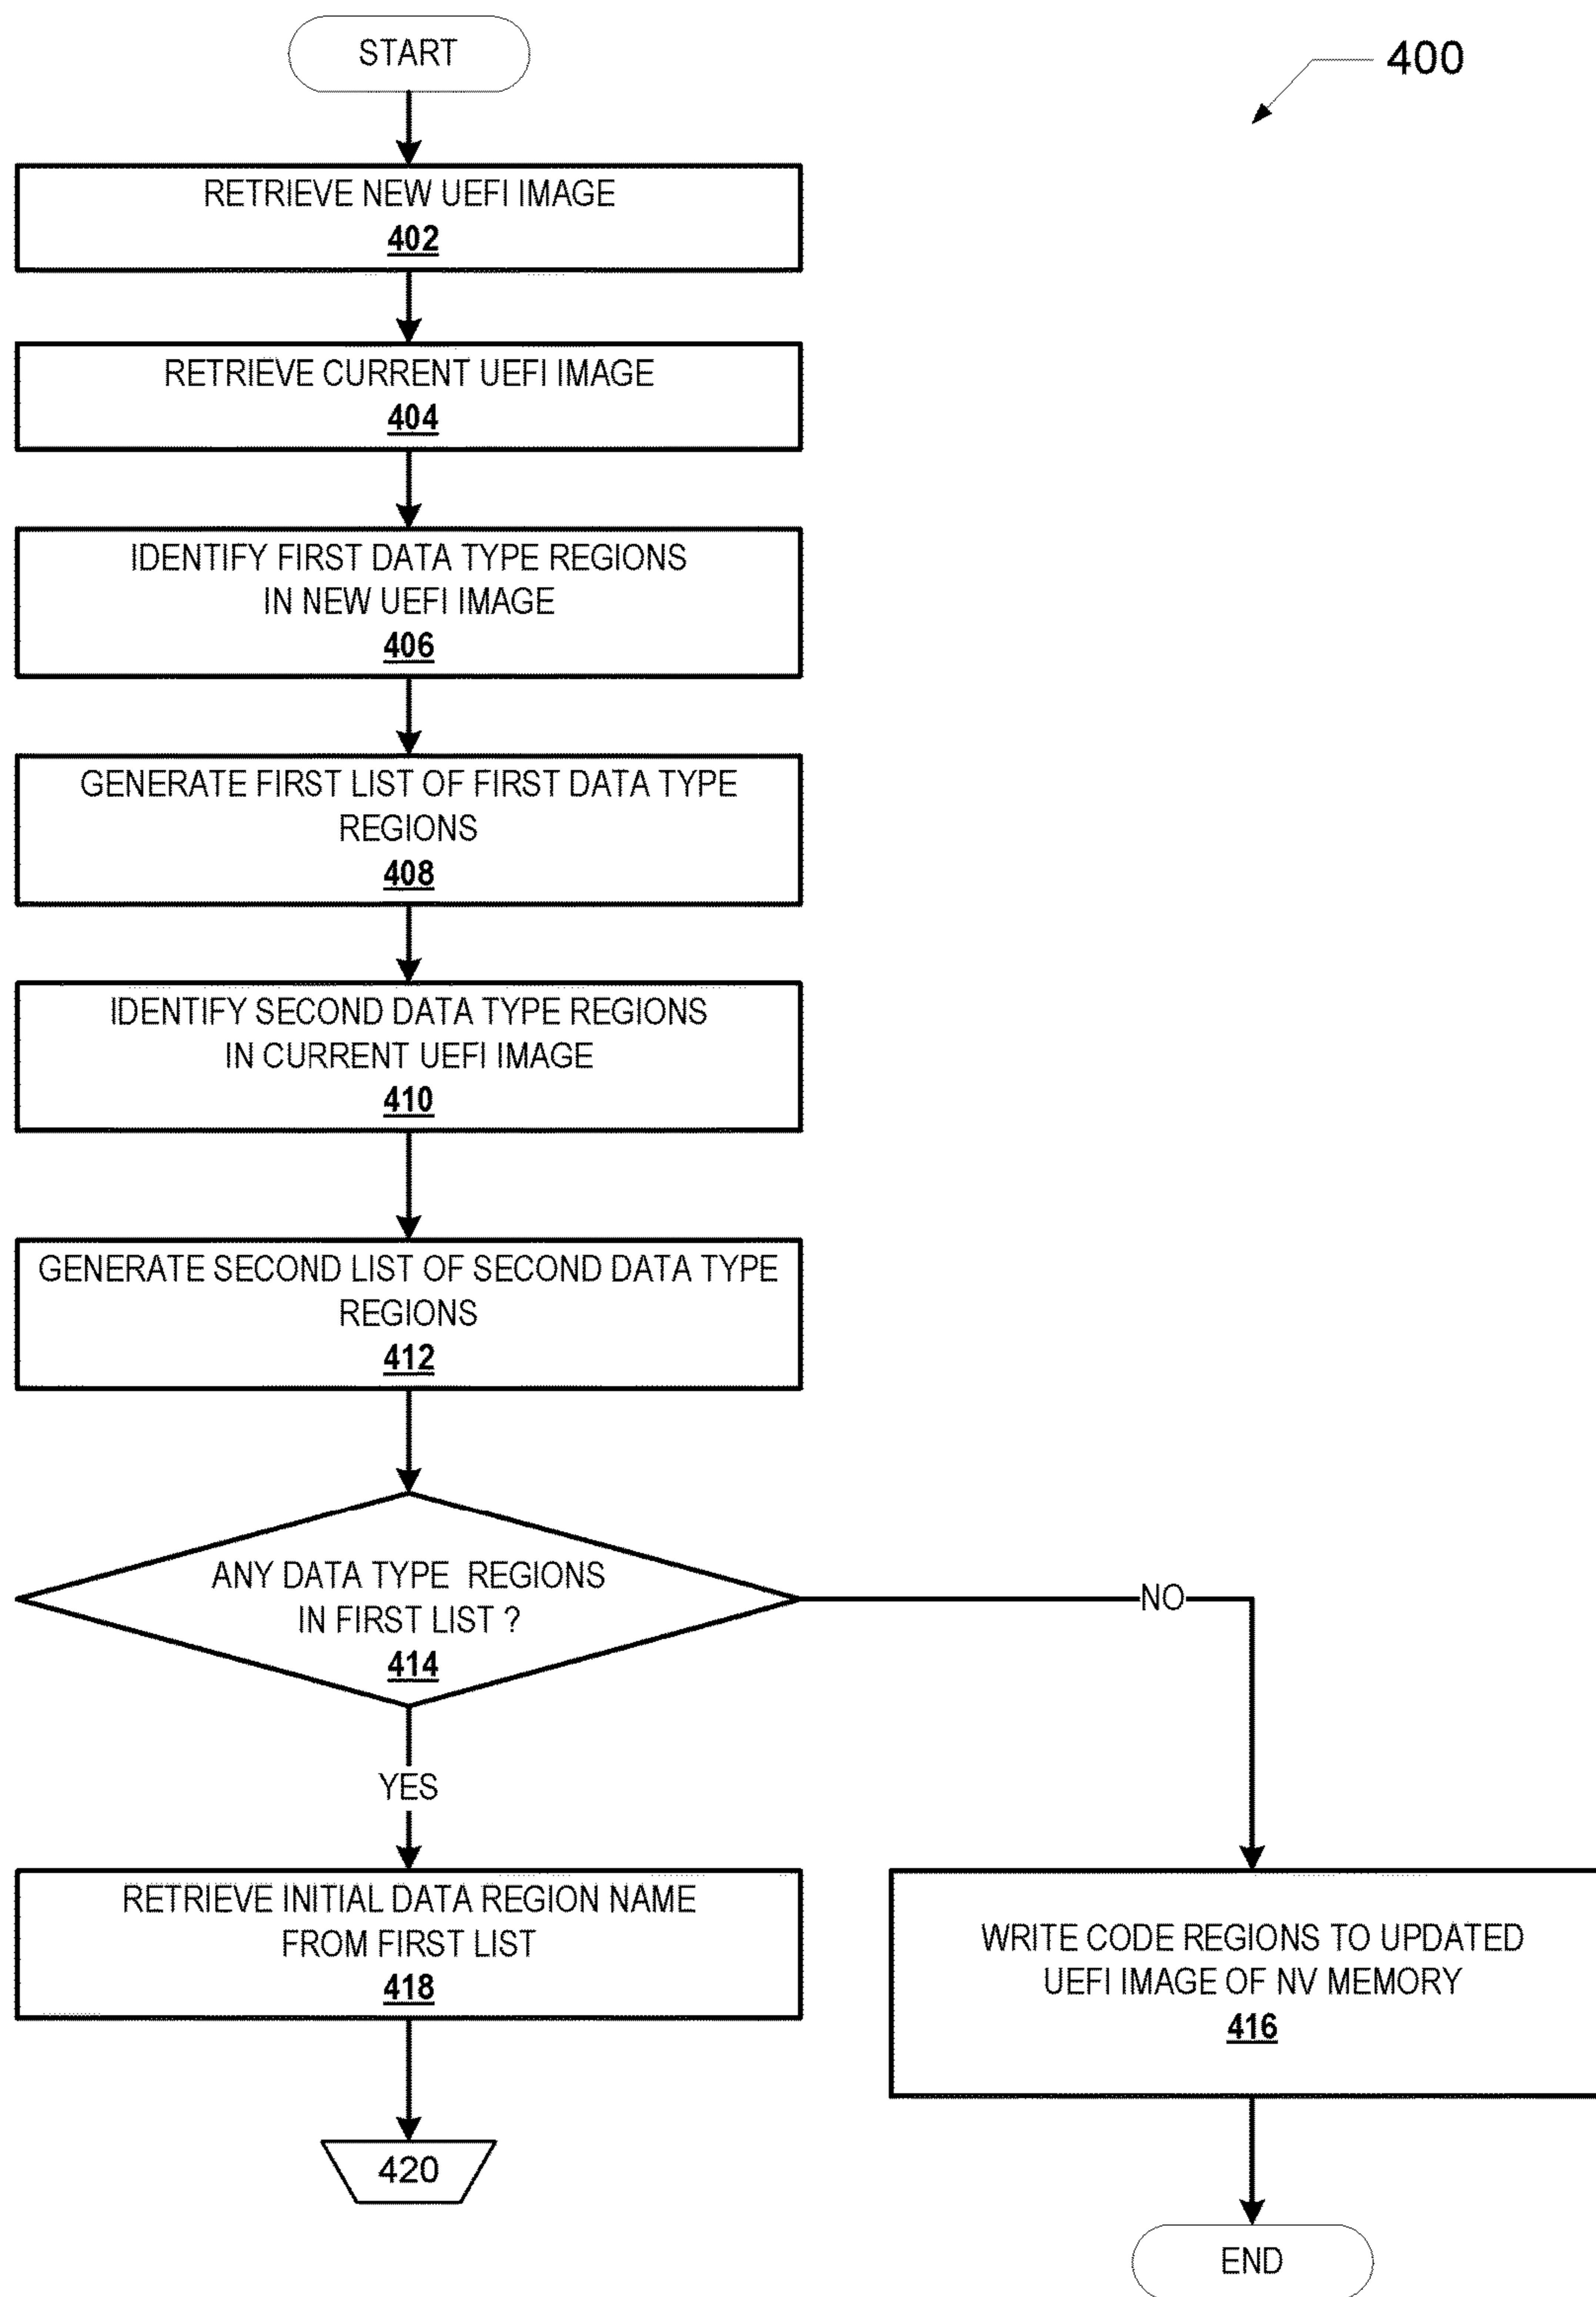 START
400
RETRIEVE NEW UEFI IMAGE
402
RETRIEVE CURRENT UEFI IMAGE
404
IDENTIFY FIRST DATA TYPE REGIONS
IN NEW UEFI IMAGE
406
GENERATE FIRST LIST OF FIRST DATA TYPE
REGIONS
408
IDENTIFY SECOND DATA TYPE REGIONS
IN CURRENT UEFI IMAGE
410
GENERATE SECOND LIST OF SECOND DATA TYPE
REGIONS
412
ANY DATA TYPE REGIONS
IN FIRST LIST ?
414
NO
YES
RETRIEVE INITIAL DATA REGION NAME
FROM FIRST LIST
418
WRITE CODE REGIONS TO UPDATED
UEFI IMAGE OF NV MEMORY
416
420
END